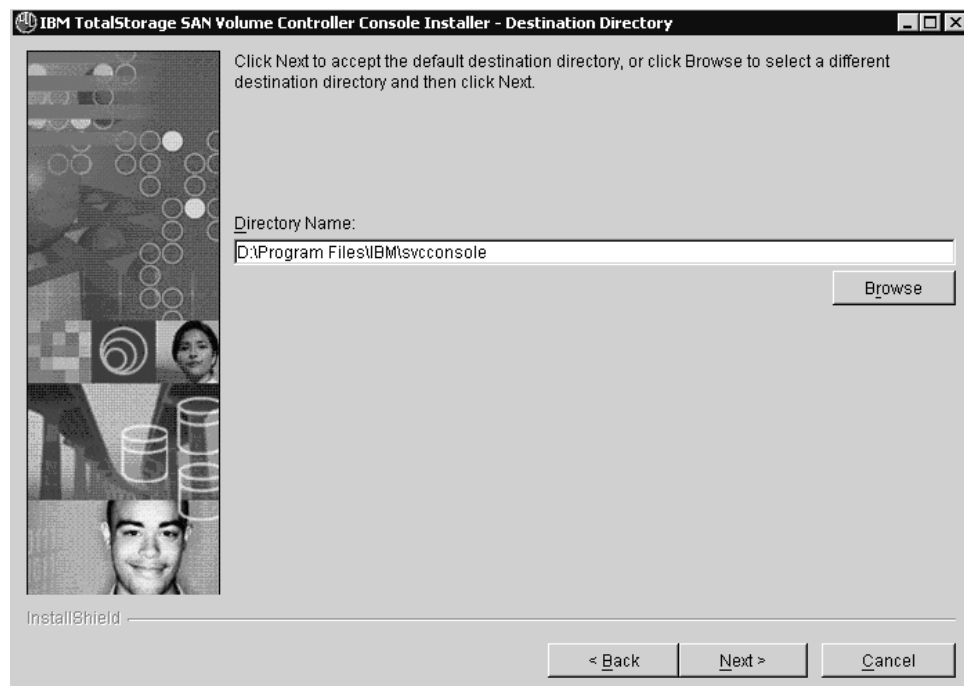 IBM TotalStorage SAN Volume Controller Console Installer - Destination Directory
Click Next to accept the default destination directory, or click Browse to select a different
destination directory and then click Next.
Directory Name:
D:\Program Files\IBM\svcconsole
Browse
InstallShield
< Back
Next >
Cancel